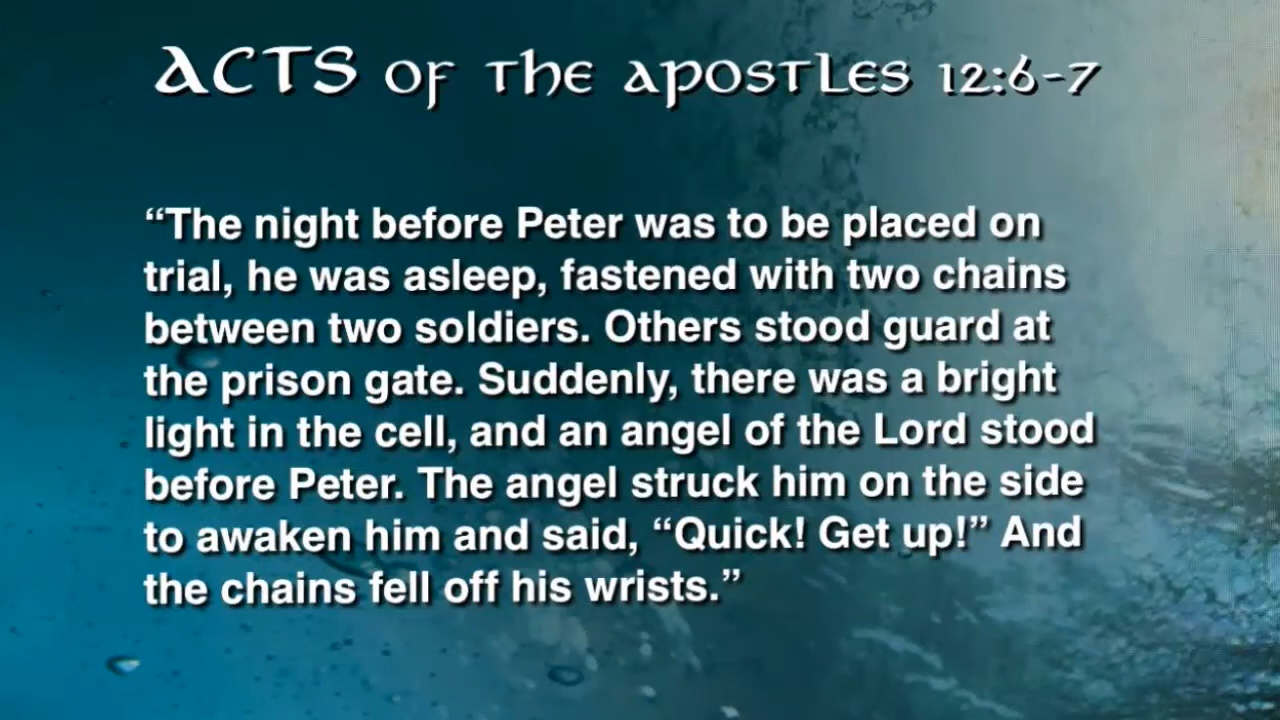 ACTS of the Apostles 12:6-7
“The night before Peter was to be placed on
trial, he was asleep, fastened with two chains
between two soldiers. Others stood guard at
the prison gate. Suddenly, there was a bright
light in the cell, and an angel of the Lord stood
before Peter. The angel struck him on the side
to awaken him and said, “Quick! Get up!” And
the chains fell off his wrists.”